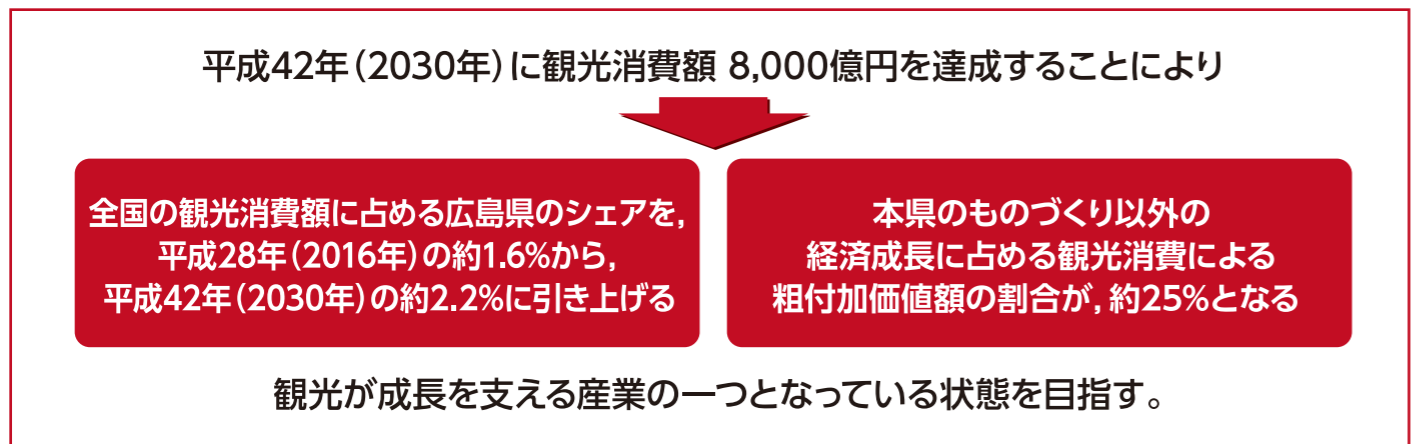 平成42年(2030年)に観光消費額 8,000億円を達成することにより
全国の観光消費額に占める広島県のシェアを,
平成28年(2016年)の約1.6%から,
平成42年(2030年)の約2.2%に引き上げる
本県のものづくり以外の
経済成長に占める観光消費による
粗付加価値額の割合が, 約25%となる
観光が成長を支える産業の一つとなっている状態を目指す。